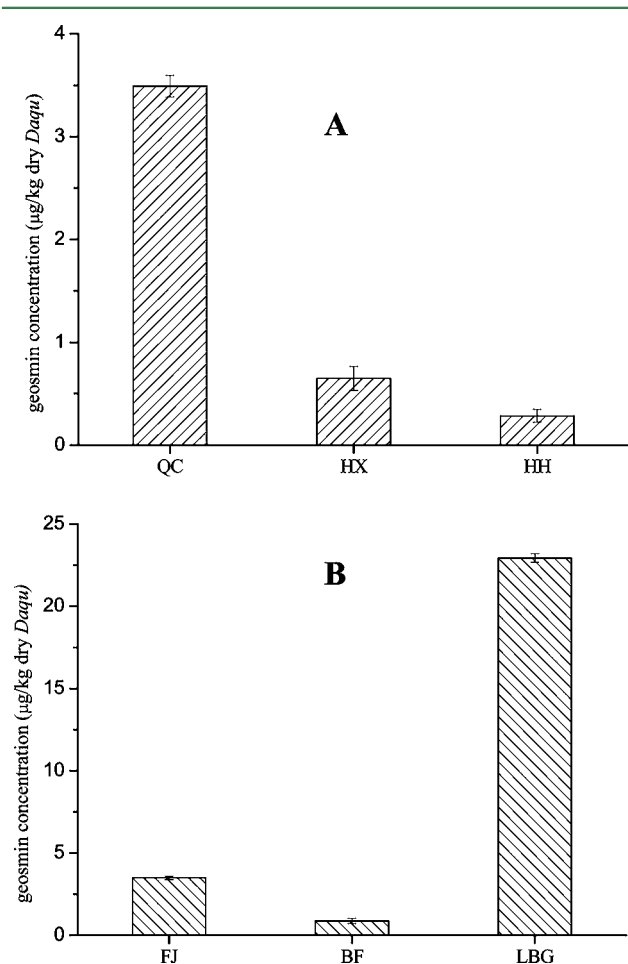 4
3
2
1
0
geosmin concentration (μg/kg dry Daqu)
A
QC HX HH
25
20
15
10
5
0
geosmin concentration (μg/kg dry Daqu)
B
FJ BF LBG